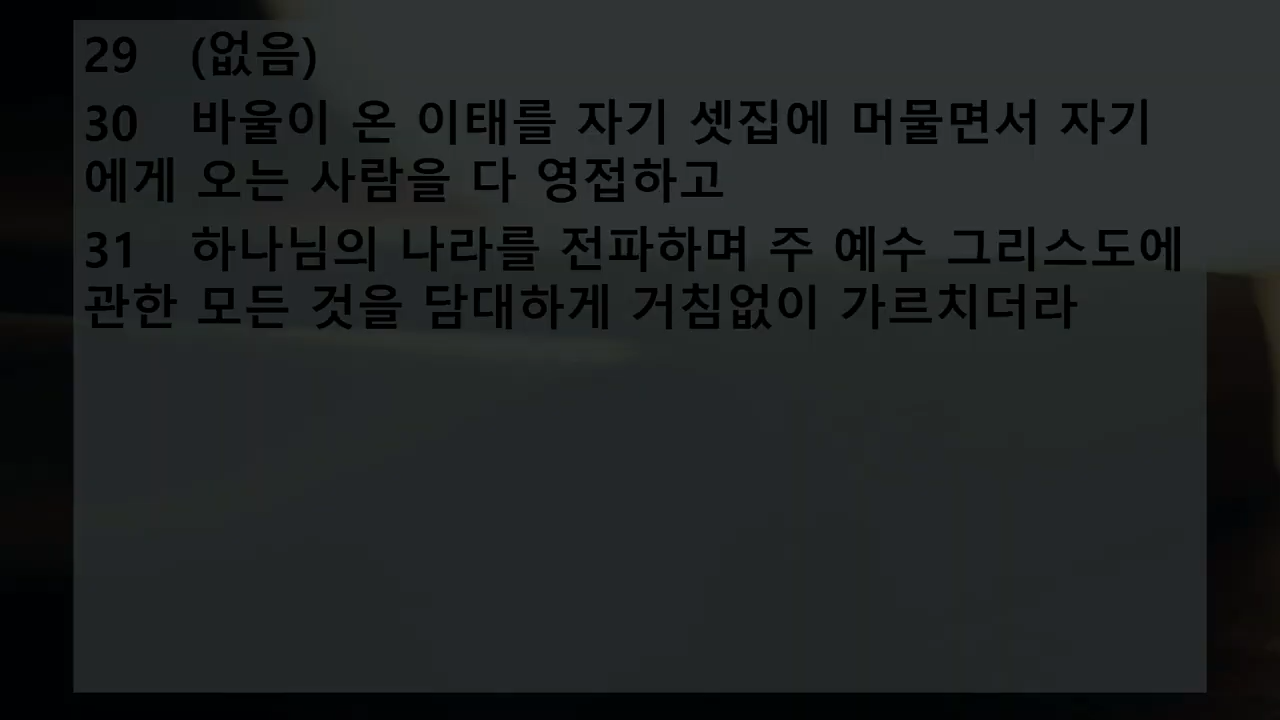 29 (없음)
30 바울이 온 이태를 자기 셋집에 머물면서 자기
에게 오는 사람을 다 영접하고
31 하나님의 나라를 전파하며 주 예수 그리스도에
관한 모든 것을 담대하게 거침없이 가르치더라